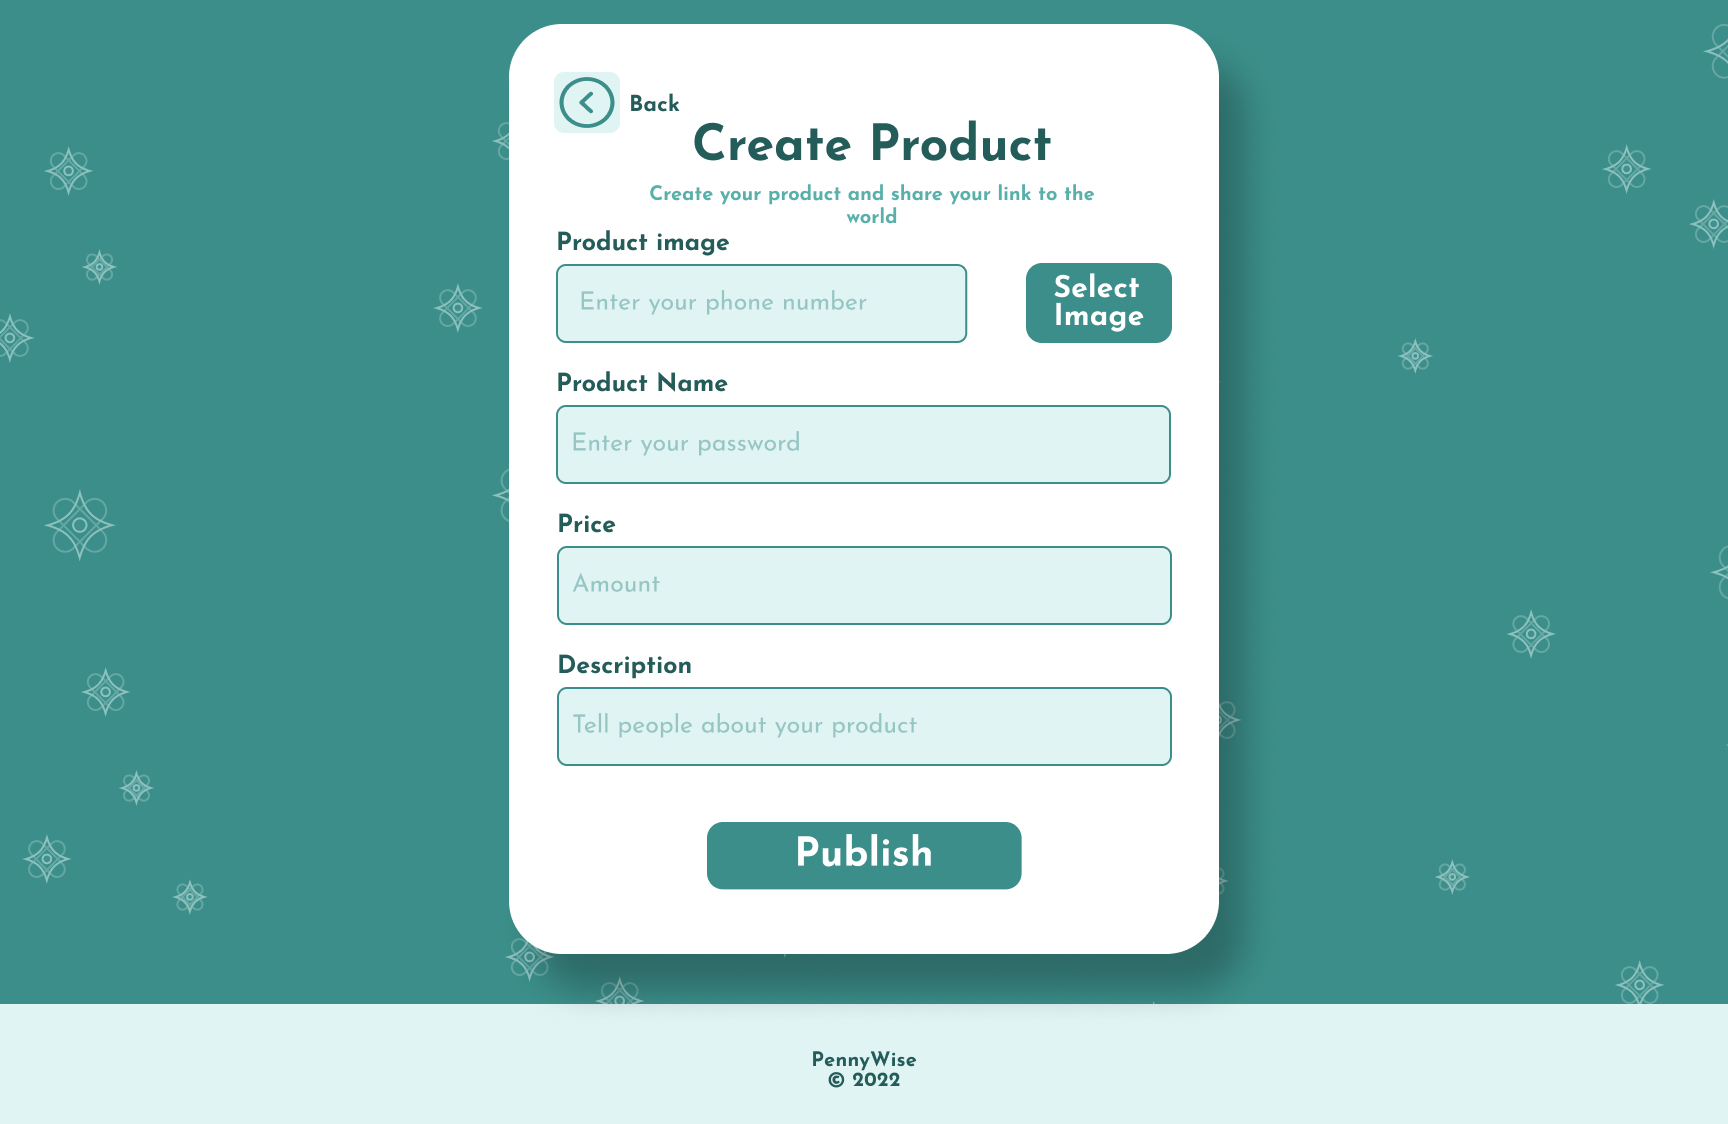 Back
Create Product
Create your product and share your link to the
world
Product image
Enter your phone number
Select
Image
Product Name
Enter your password
Price
Amount
Description
Tell people about your product
Publish
PennyWise
© 2022